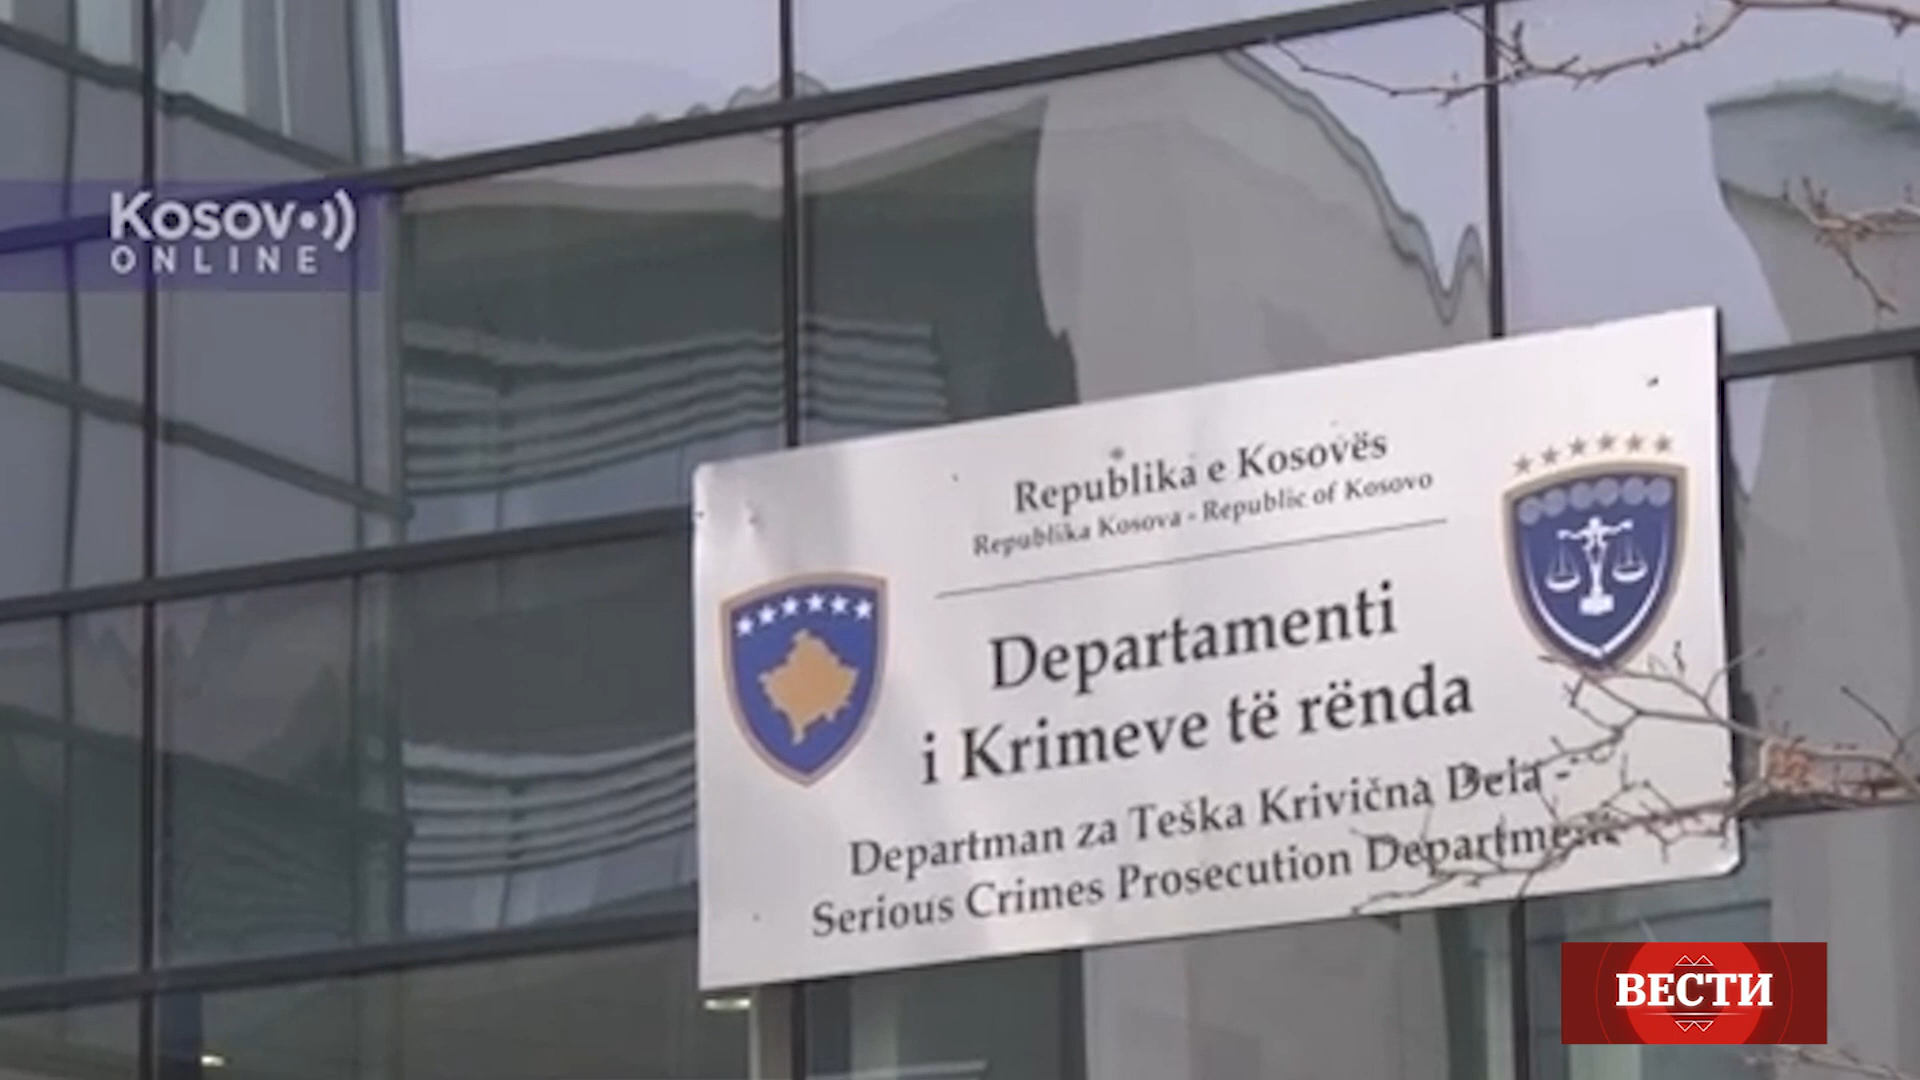 Kosovo
ONLINE
Republika e Kosovës
Republika Kosova - Republic of Kosovo
Departamenti
i Krimeve të rënda
Departman za Teška Krivična Dela -
Serious Crimes Prosecution Department
ВЕСТИ